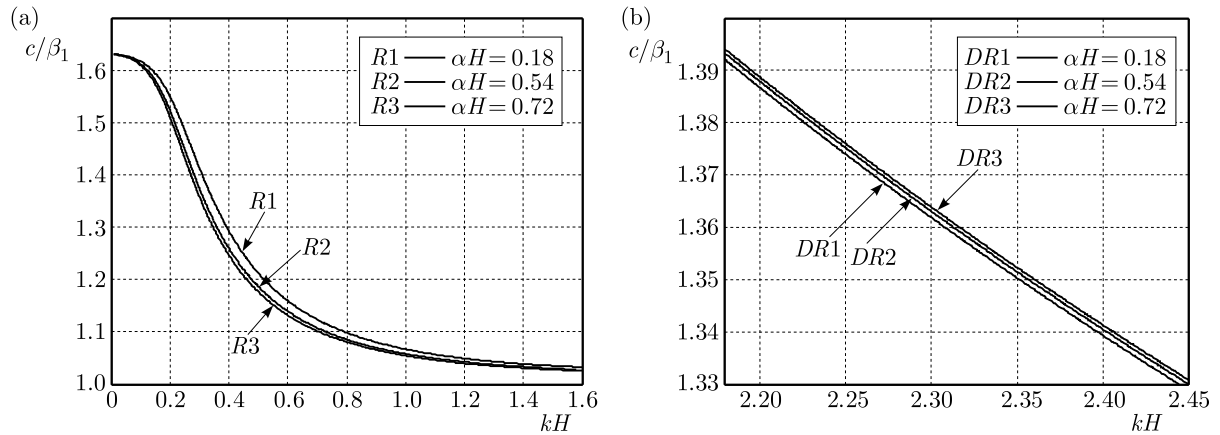 (a)
c/β₁
1.6
1.5
1.4
1.3
1.2
1.1
1.0
0 0.2 0.4 0.6 0.8 1.0 1.2 1.4 1.6
kH
R1 αH = 0.18
R2 αH = 0.54
R3 αH = 0.72
R1
R2
R3
(b)
c/β₁
1.39
1.38
1.37
1.36
1.35
1.34
1.33
2.20 2.25 2.30 2.35 2.40 2.45
kH
DR1 αH = 0.18
DR2 αH = 0.54
DR3 αH = 0.72
DR3
DR1
DR2